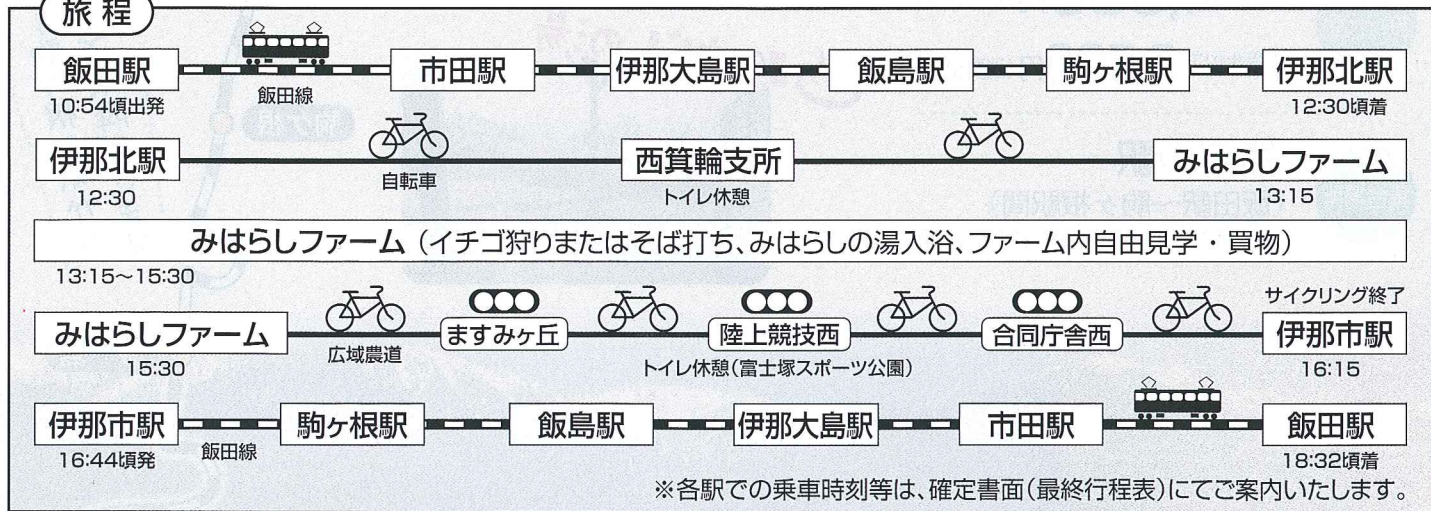 旅程
飯田駅 市田駅 伊那大島駅 飯島駅 駒ヶ根駅 伊那北駅
10:54頃出発 飯田線 12:30頃着
伊那北駅 西箕輪支所 みはらしファーム
12:30 自転車 トイレ休憩 13:15
みはらしファーム（イチゴ狩りまたはそば打ち、みはらしの湯入浴、ファーム内自由見学・買物）
13:15～15:30
サイクリング終了
みはらしファーム ますみヶ丘 陸上競技西 合同庁舎西 伊那市駅
15:30 広域農道 トイレ休憩(富士塚スポーツ公園) 16:15
伊那市駅 駒ヶ根駅 飯島駅 伊那大島駅 市田駅 飯田駅
16:44頃発 飯田線 18:32頃着
※各駅での乗車時刻等は、確定書面(最終行程表)にてご案内いたします。